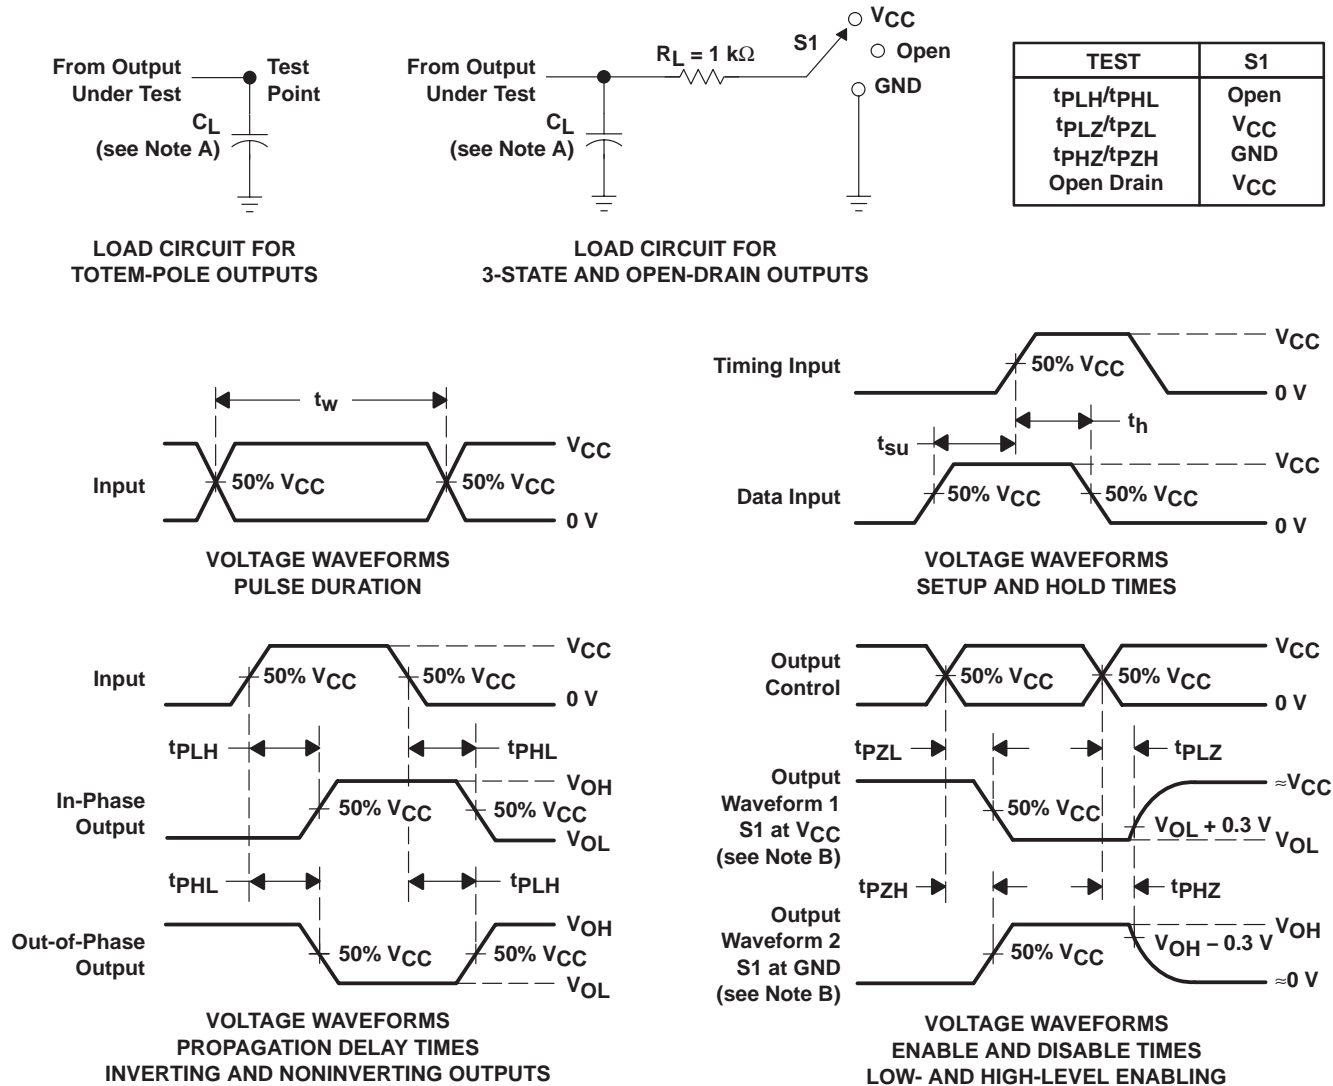 From Output
Under Test
Test
Point
CL
(see Note A)
LOAD CIRCUIT FOR
TOTEM-POLE OUTPUTS
From Output
Under Test
CL
(see Note A)
RL = 1 kΩ
S1
VCC
Open
GND
LOAD CIRCUIT FOR
3-STATE AND OPEN-DRAIN OUTPUTS
TEST S1
tPLH/tPHL Open
tPLZ/tPZL VCC
tPHZ/tPZH GND
Open Drain VCC
tw
Input
50% VCC
50% VCC
VCC
0 V
VOLTAGE WAVEFORMS
PULSE DURATION
Timing Input
50% VCC
VCC
0 V
tsu
th
Data Input
50% VCC
50% VCC
VCC
0 V
VOLTAGE WAVEFORMS
SETUP AND HOLD TIMES
Input
50% VCC
50% VCC
VCC
0 V
tPLH
tPHL
In-Phase
Output
50% VCC
50% VCC
VOH
VOL
tPHL
tPLH
Out-of-Phase
Output
50% VCC
50% VCC
VOH
VOL
VOLTAGE WAVEFORMS
PROPAGATION DELAY TIMES
INVERTING AND NONINVERTING OUTPUTS
Output
Control
50% VCC
50% VCC
VCC
0 V
tPZL
tPLZ
Output
Waveform 1
S1 at VCC
(see Note B)
50% VCC
≈VCC
VOL + 0.3 V
VOL
tPZH
tPHZ
Output
Waveform 2
S1 at GND
(see Note B)
50% VCC
VOH
VOH – 0.3 V
≈0 V
VOLTAGE WAVEFORMS
ENABLE AND DISABLE TIMES
LOW- AND HIGH-LEVEL ENABLING